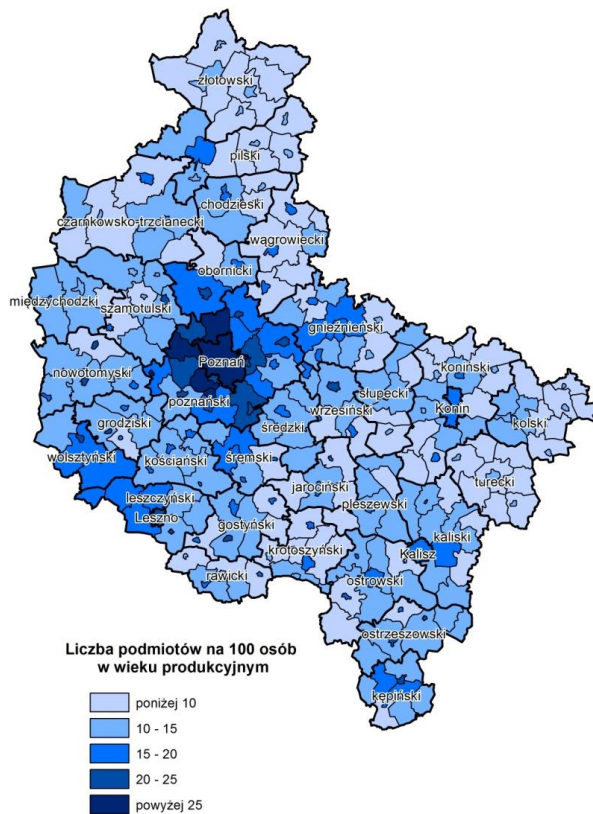 złotowski
pilski
chodzieski
czarnkowsko-trzcianecki
wągrowiecki
obornicki
międzychodzki
szamotulski
gnieźnieński
Poznań
koniński
nowotomyski
słupecki
poznański
wrzesiński
Konin
kolski
grodziski
średzki
wolsztyński
kościański
śremski
turecki
leszczyński
jarociński
pleszewski
Leszno
gostyński
kaliski
krotoszyński
Kalisz
rawicki
ostrowski
ostrzeszowski
kępiński
Liczba podmiotów na 100 osób
w wieku produkcyjnym
poniżej 10
10 - 15
15 - 20
20 - 25
powyżej 25